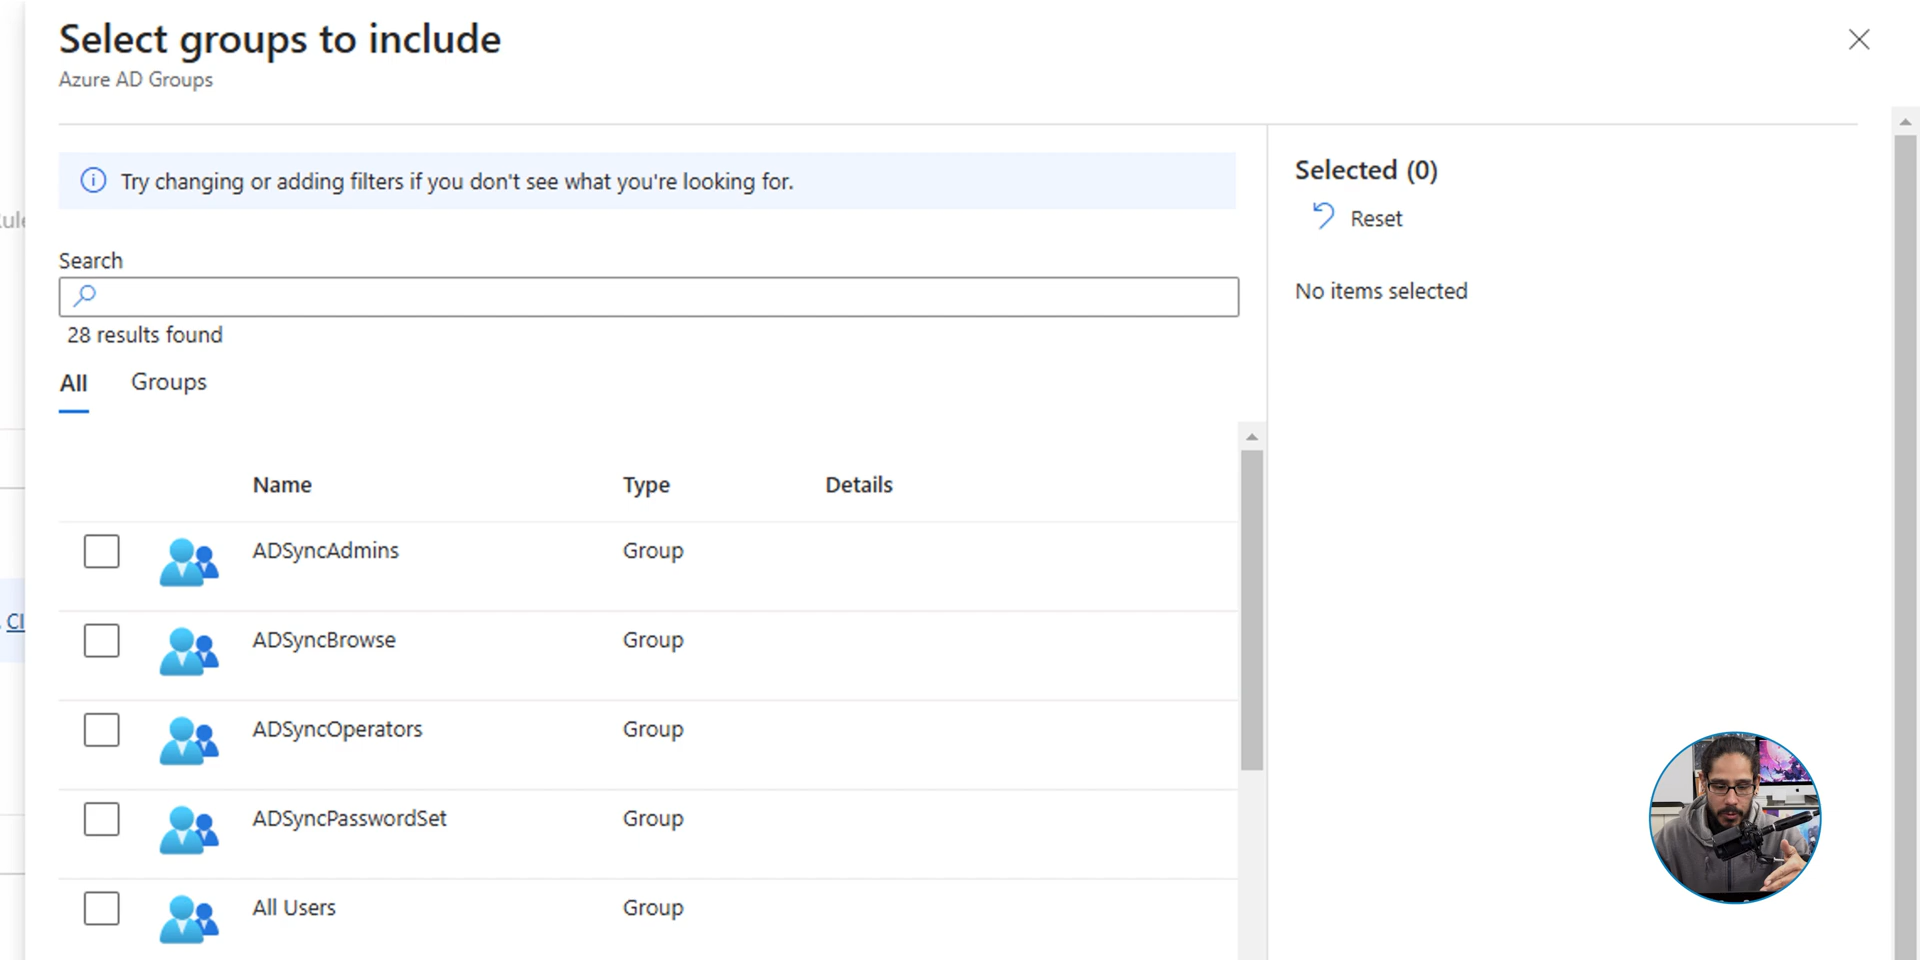 Select groups to include
Azure AD Groups
Try changing or adding filters if you don't see what you're looking for.
Search
28 results found
All Groups
Name Type Details
ADSyncAdmins Group
ADSyncBrowse Group
ADSyncOperators Group
ADSyncPasswordSet Group
All Users Group
Selected (0)
Reset
No items selected